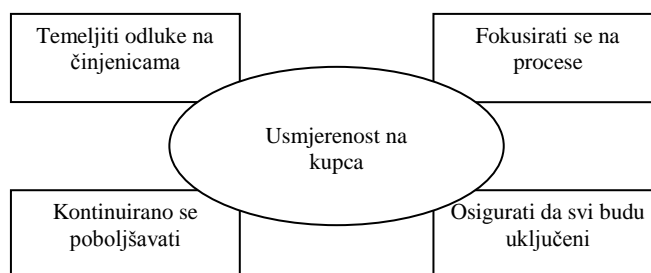 Temeljiti odluke na
činjenicama
Fokusirati se na
procese
Usmjerenost na
kupca
Kontinuirano se
poboljšavati
Osigurati da svi budu
uključeni